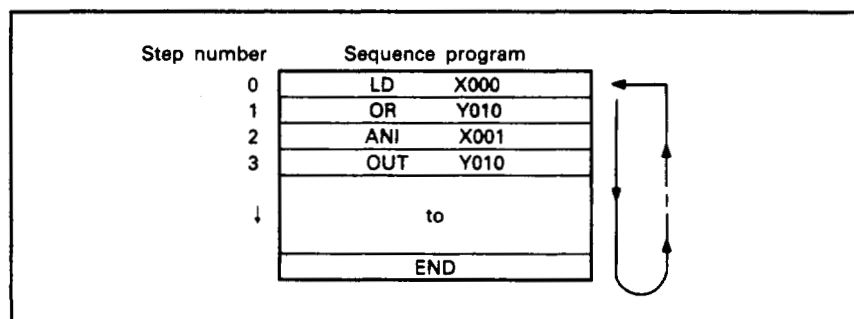 Step number Sequence program
0 LD X000
1 OR Y010
2 ANI X001
3 OUT Y010
↓ to
END